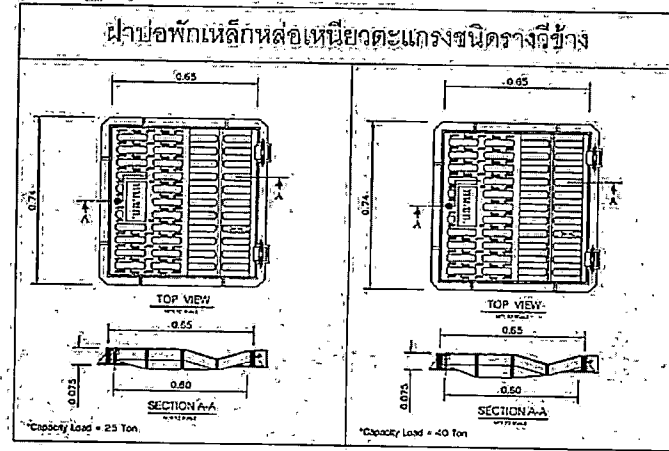 ฝาบ่อพักเหล็กหล่อเหนียวตะแกรงชนิดรางวีข้าง
0.65
0.74
A
A
TOP VIEW
0.65
0.075
0.60
SECTION A-A
*Capacity Load = 25 Ton
0.65
0.74
A
A
TOP VIEW
0.65
0.075
0.60
SECTION A-A
*Capacity Load = 40 Ton